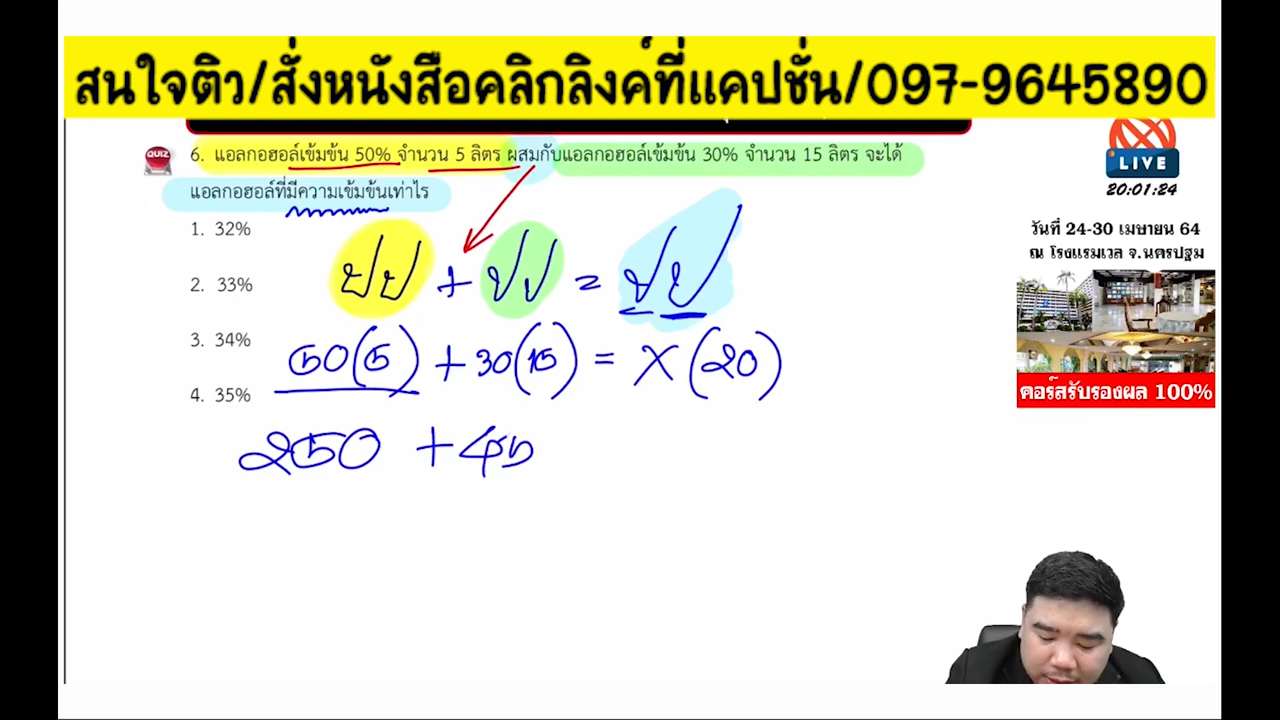 สนใจติว/สั่งหนังสือคลิกลิงค์ที่แคปชั่น/097-9645890
QUIZ
6. แอลกอฮอล์เข้มข้น 50% จำนวน 5 ลิตร ผสมกับแอลกอฮอล์เข้มข้น 30% จำนวน 15 ลิตร จะได้
แอลกอฮอล์ที่มีความเข้มข้นเท่าไร
1. 32%
2. 33%
3. 34%
4. 35%
ปป + ปป = ปป
50(5) + 30(15) = X(20)
250 + 45
LIVE
20:01:24
วันที่ 24-30 เมษายน 64
ณ โรงแรมเวล จ.นครปฐม
คอร์สรับรองผล 100%